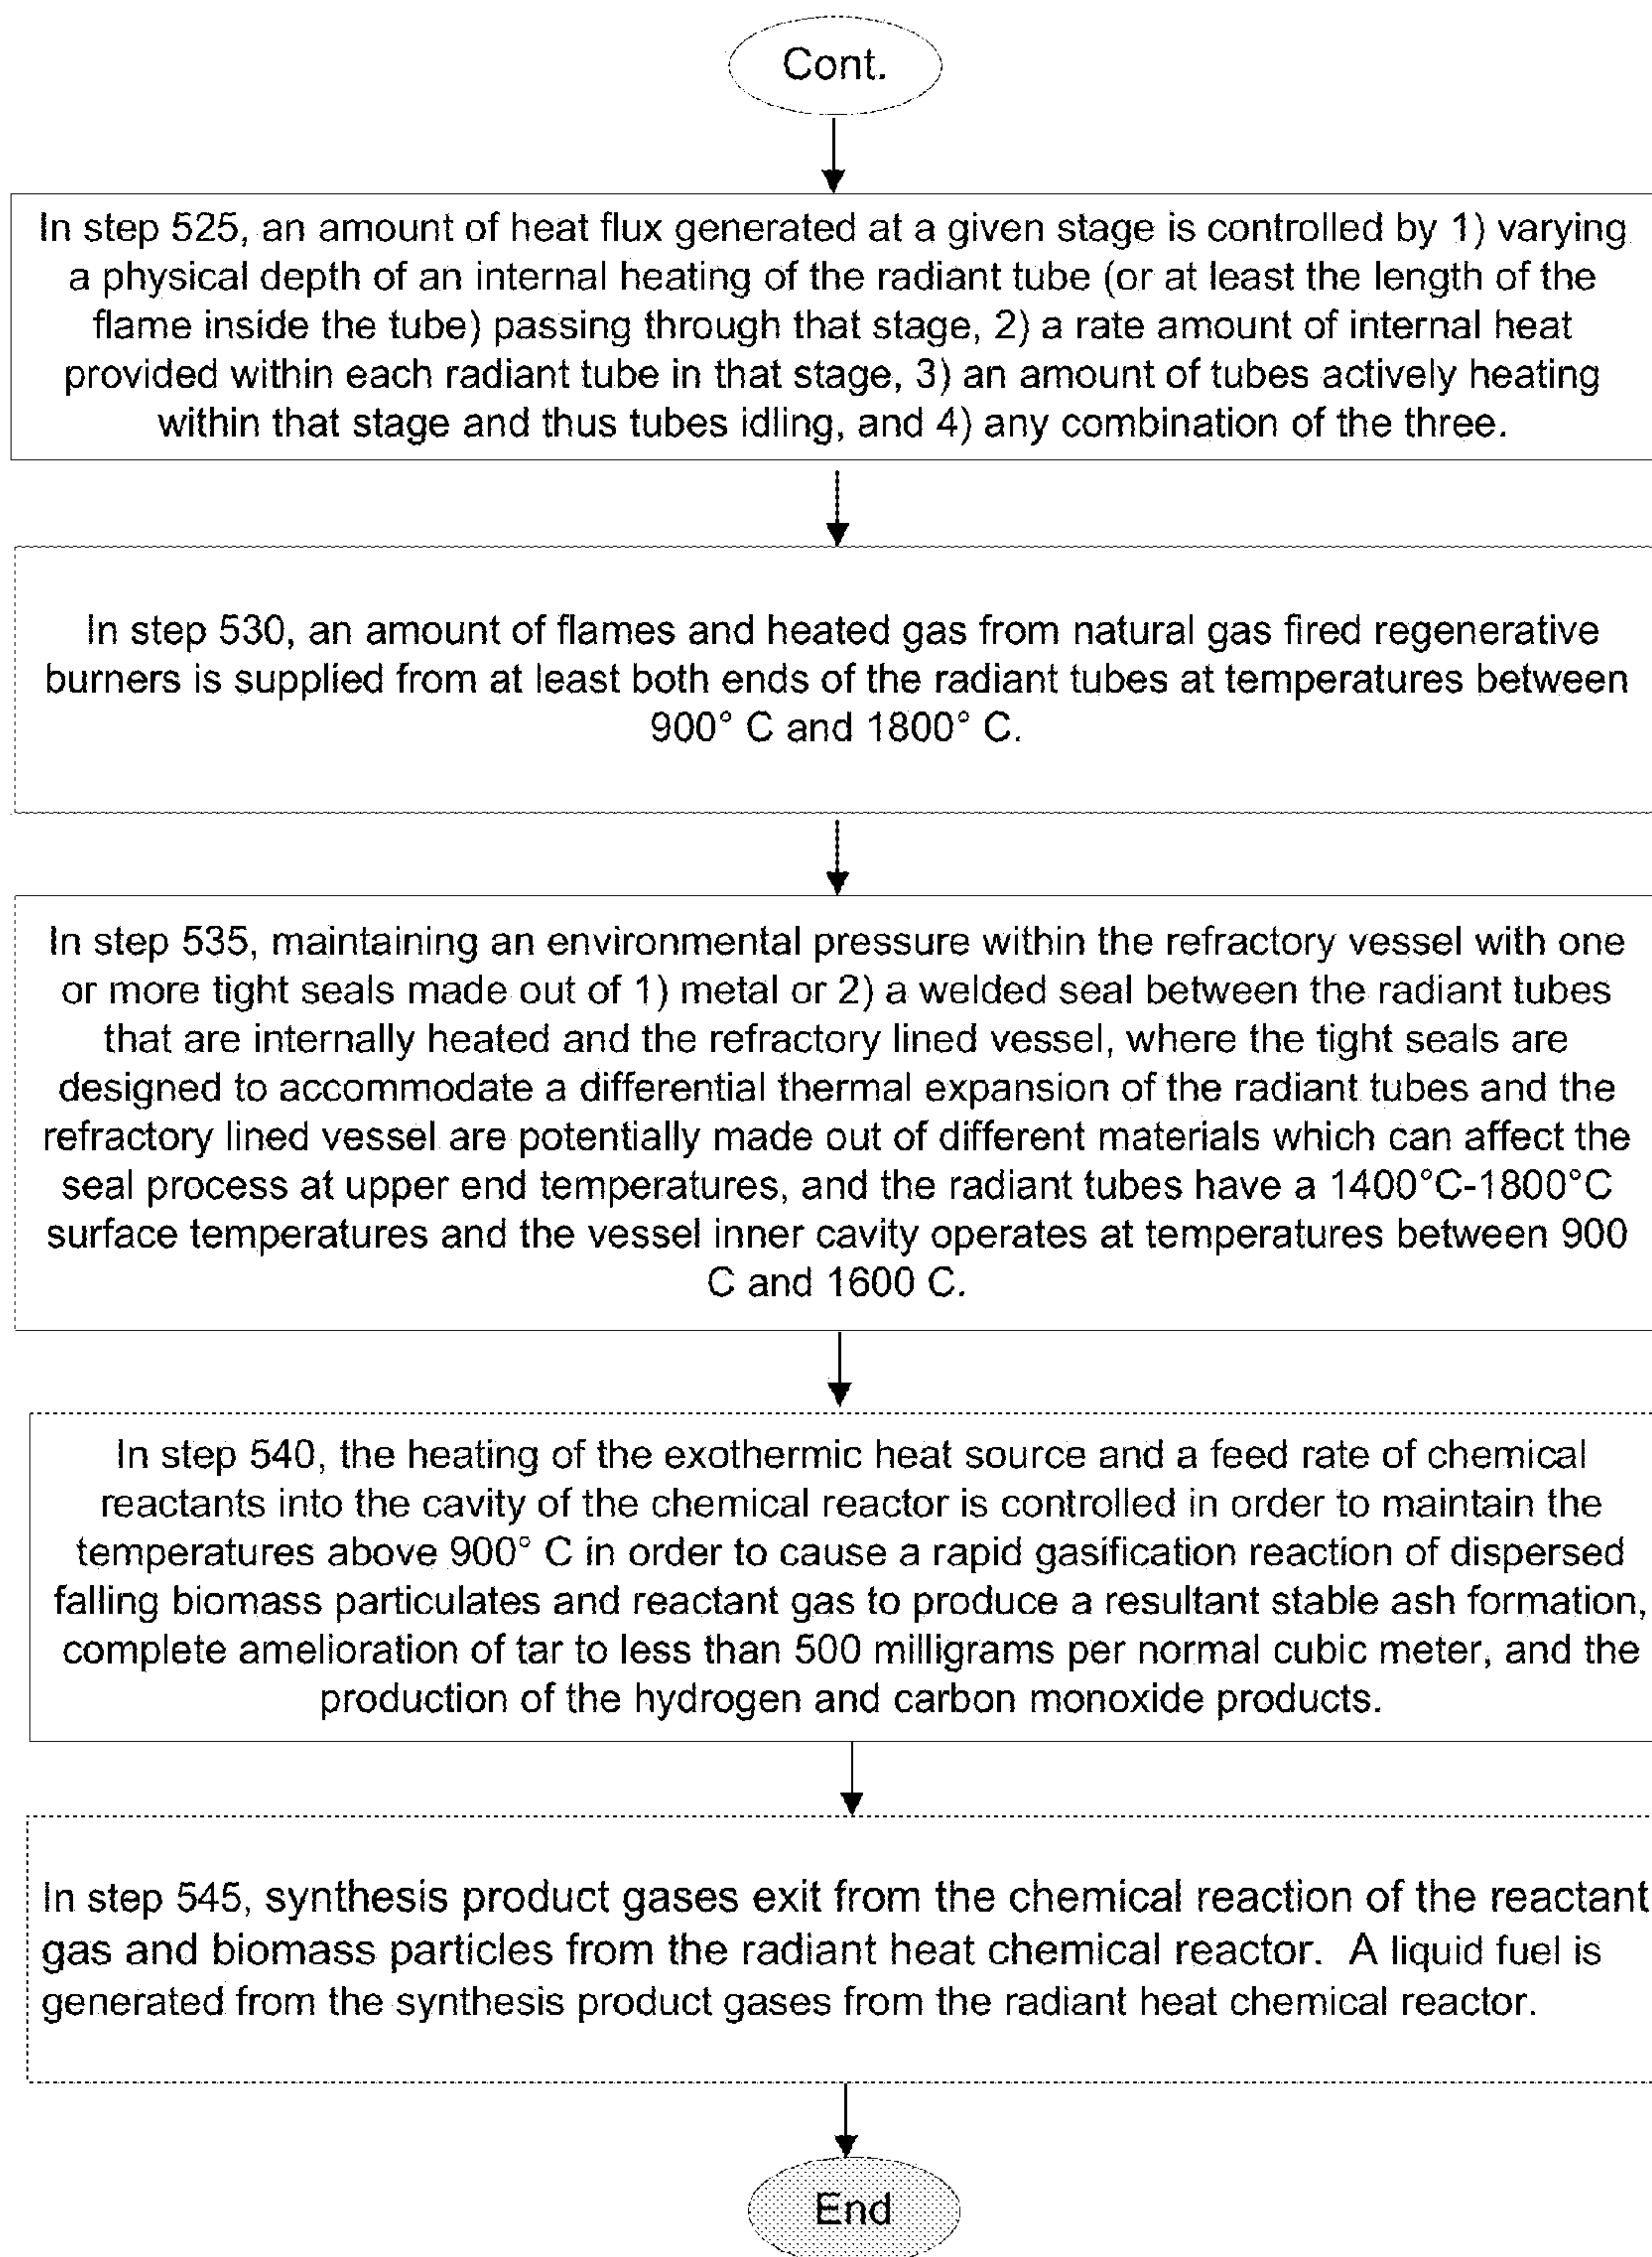 Cont.
In step 525, an amount of heat flux generated at a given stage is controlled by 1) varying
a physical depth of an internal heating of the radiant tube (or at least the length of the
flame inside the tube) passing through that stage, 2) a rate amount of internal heat
provided within each radiant tube in that stage, 3) an amount of tubes actively heating
within that stage and thus tubes idling, and 4) any combination of the three.
In step 530, an amount of flames and heated gas from natural gas fired regenerative
burners is supplied from at least both ends of the radiant tubes at temperatures between
900° C and 1800° C.
In step 535, maintaining an environmental pressure within the refractory vessel with one
or more tight seals made out of 1) metal or 2) a welded seal between the radiant tubes
that are internally heated and the refractory lined vessel, where the tight seals are
designed to accommodate a differential thermal expansion of the radiant tubes and the
refractory lined vessel are potentially made out of different materials which can affect the
seal process at upper end temperatures, and the radiant tubes have a 1400°C-1800°C
surface temperatures and the vessel inner cavity operates at temperatures between 900
C and 1600 C.
In step 540, the heating of the exothermic heat source and a feed rate of chemical
reactants into the cavity of the chemical reactor is controlled in order to maintain the
temperatures above 900° C in order to cause a rapid gasification reaction of dispersed
falling biomass particulates and reactant gas to produce a resultant stable ash formation,
complete amelioration of tar to less than 500 milligrams per normal cubic meter, and the
production of the hydrogen and carbon monoxide products.
In step 545, synthesis product gases exit from the chemical reaction of the reactant
gas and biomass particles from the radiant heat chemical reactor. A liquid fuel is
generated from the synthesis product gases from the radiant heat chemical reactor.
End